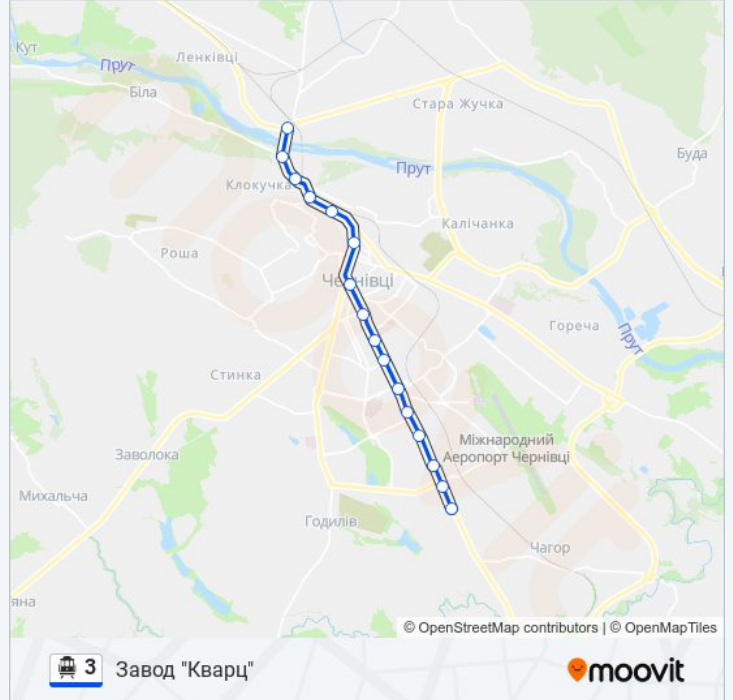 Кут
Ленківці
Прут
Біла
Стара Жучка
Буда
Прут
Клокучка
Калічанка
Роша
Чернівці
Гореча
Прут
Стинка
Міжнародний
Аеропорт Чернівці
Заволока
Михальча
Годилів
Чагор
яна
© OpenStreetMap contributors | © OpenMapTiles
3 Завод "Кварц"
moovit